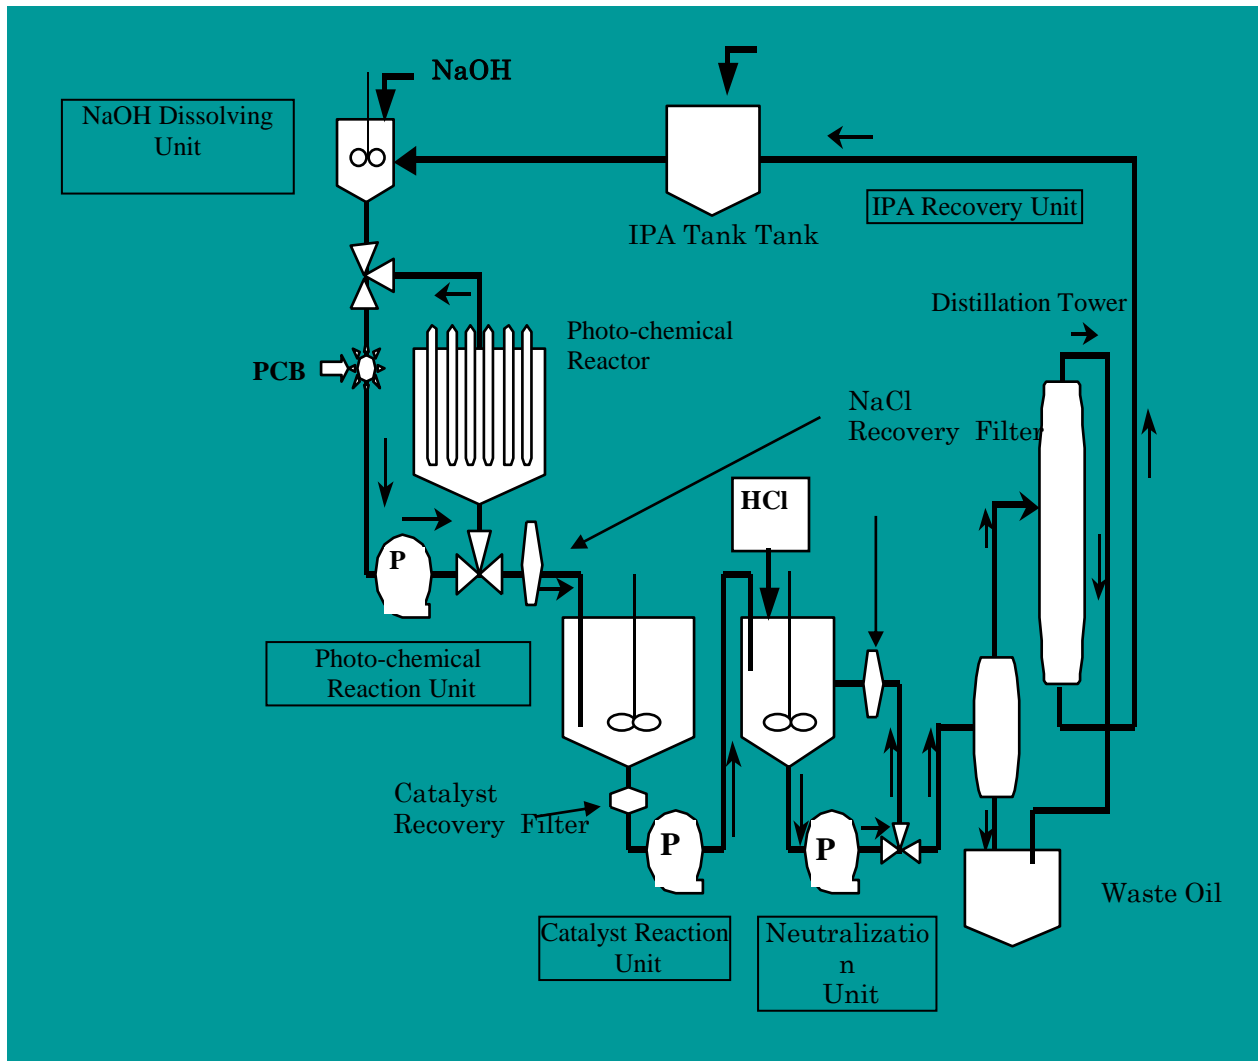 NaOH
NaOH Dissolving
Unit
IPA Recovery Unit
IPA Tank Tank
Distillation Tower
Photo-chemical
Reactor
PCB
NaCl
Recovery Filter
HCl
P
Photo-chemical
Reaction Unit
Catalyst
Recovery Filter
P
P
Waste Oil
Catalyst Reaction
Unit
Neutralizatio
n
Unit